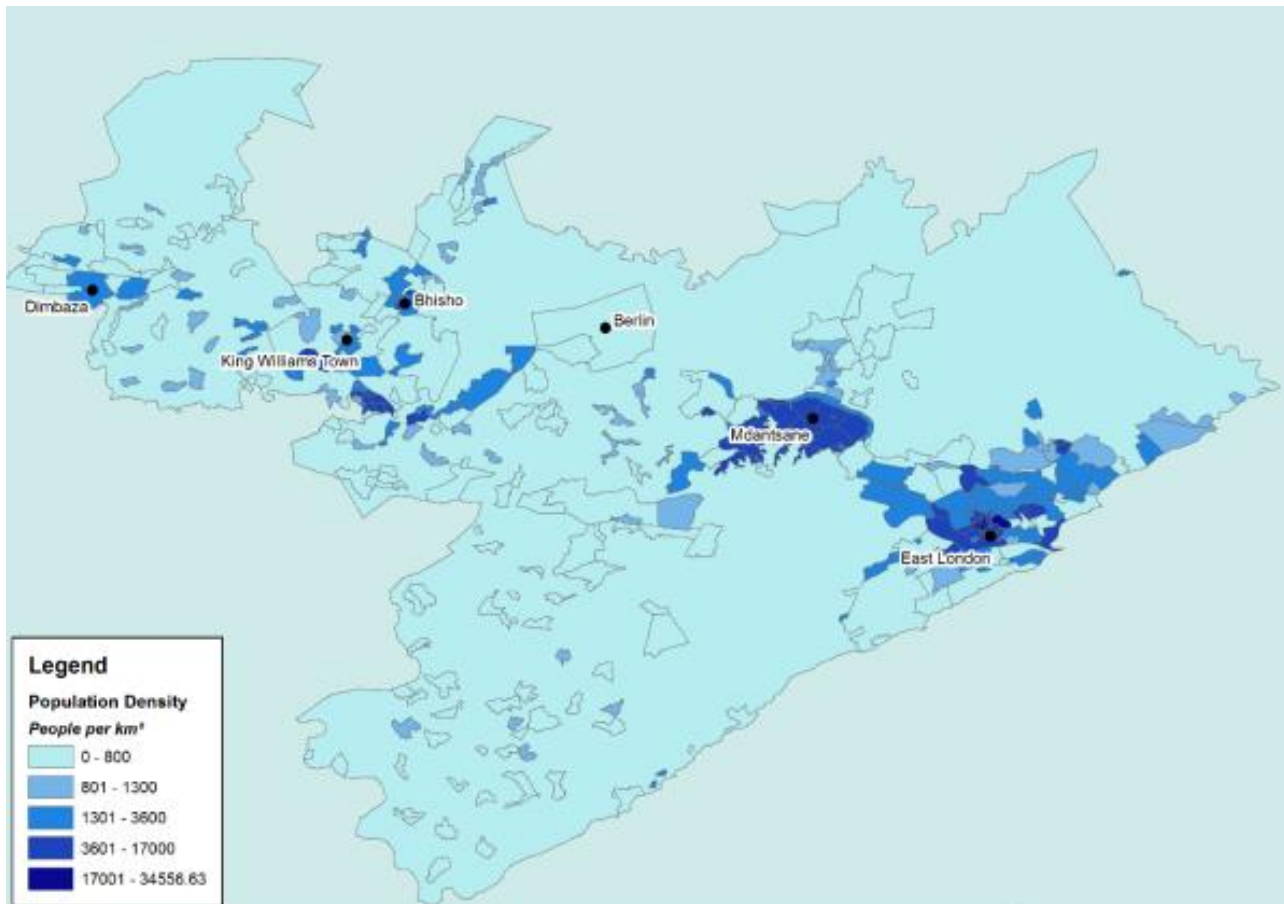 Dimbaza
Bhisho
Berlin
King Williams Town
Mdantsane
East London
Legend
Population Density
People per km²
0 - 800
801 - 1300
1301 - 3600
3601 - 17000
17001 - 34556.63